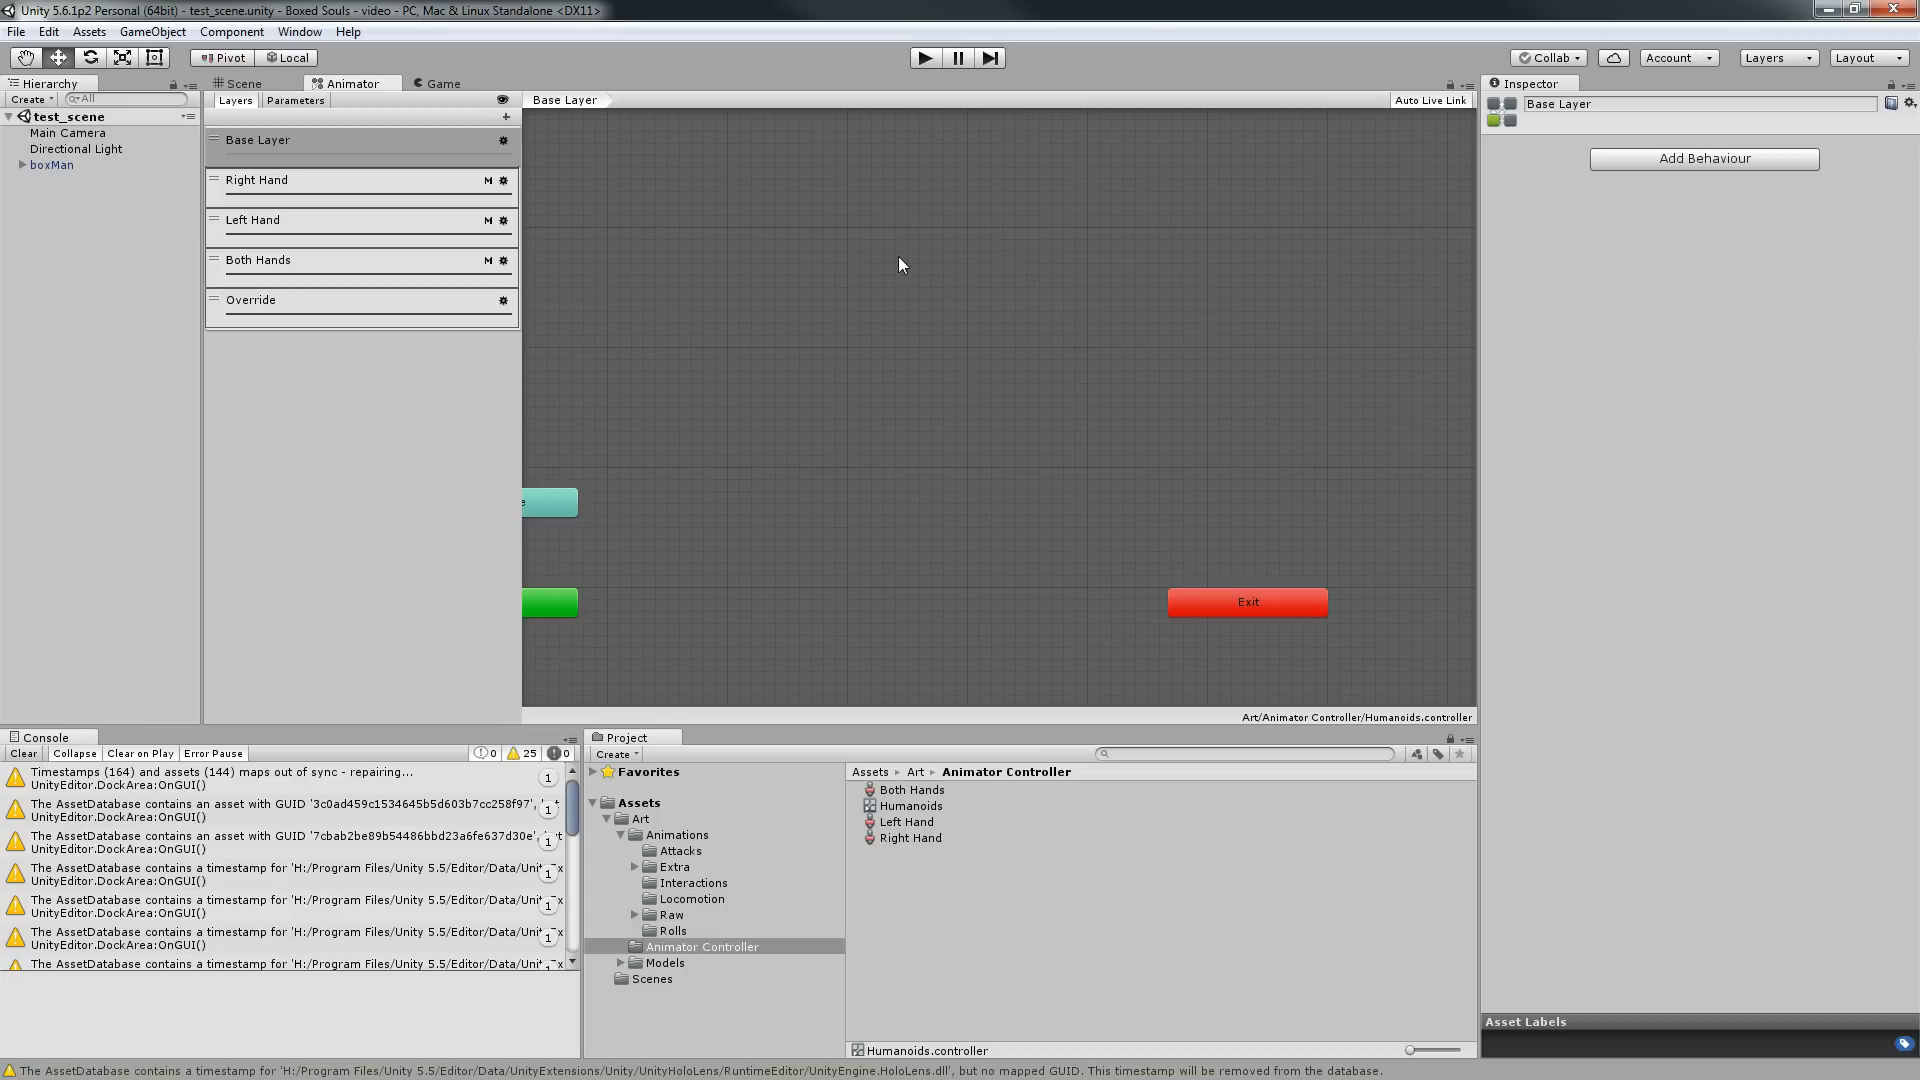 Unity 5.6.1p2 Personal (64bit) - test_scene.unity - Boxed Souls - video - PC, Mac & Linux Standalone <DX11>
File Edit Assets GameObject Component Window Help
Pivot Local
Collab Account Layers Layout
Hierarchy
Create All
test_scene
Main Camera
Directional Light
boxMan
Scene Animator Game
Layers Parameters
Base Layer
Auto Live Link
Base Layer
Right Hand M
Left Hand M
Both Hands M
Override
e
Exit
Art/Animator Controller/Humanoids.controller
Inspector
Base Layer
Add Behaviour
Console
Clear Collapse Clear on Play Error Pause 0 25 0
Timestamps (164) and assets (144) maps out of sync - repairing...
UnityEditor.DockArea:OnGUI()
1
The AssetDatabase contains an asset with GUID '3c0ad459c1534645b5d603b7cc258f97',
UnityEditor.DockArea:OnGUI()
1
The AssetDatabase contains an asset with GUID '7cbab2be89b54486bbd23a6fe637d30e',
UnityEditor.DockArea:OnGUI()
1
The AssetDatabase contains a timestamp for 'H:/Program Files/Unity 5.5/Editor/Data/
UnityEditor.DockArea:OnGUI()
1
The AssetDatabase contains a timestamp for 'H:/Program Files/Unity 5.5/Editor/Data/
UnityEditor.DockArea:OnGUI()
1
The AssetDatabase contains a timestamp for 'H:/Program Files/Unity 5.5/Editor/Data/
UnityEditor.DockArea:OnGUI()
1
The AssetDatabase contains a timestamp for 'H:/Program Files/Unity 5.5/Editor/Data/
Project
Create
Favorites
Assets
Art
Animations
Attacks
Extra
Interactions
Locomotion
Raw
Rolls
Animator Controller
Models
Scenes
Assets Art Animator Controller
Both Hands
Humanoids
Left Hand
Right Hand
Humanoids.controller
Asset Labels
The AssetDatabase contains a timestamp for 'H:/Program Files/Unity 5.5/Editor/Data/UnityExtensions/Unity/UnityHoloLens/RuntimeEditor/UnityEngine.HoloLens.dll', but no mapped GUID. This timestamp will be removed from the database.